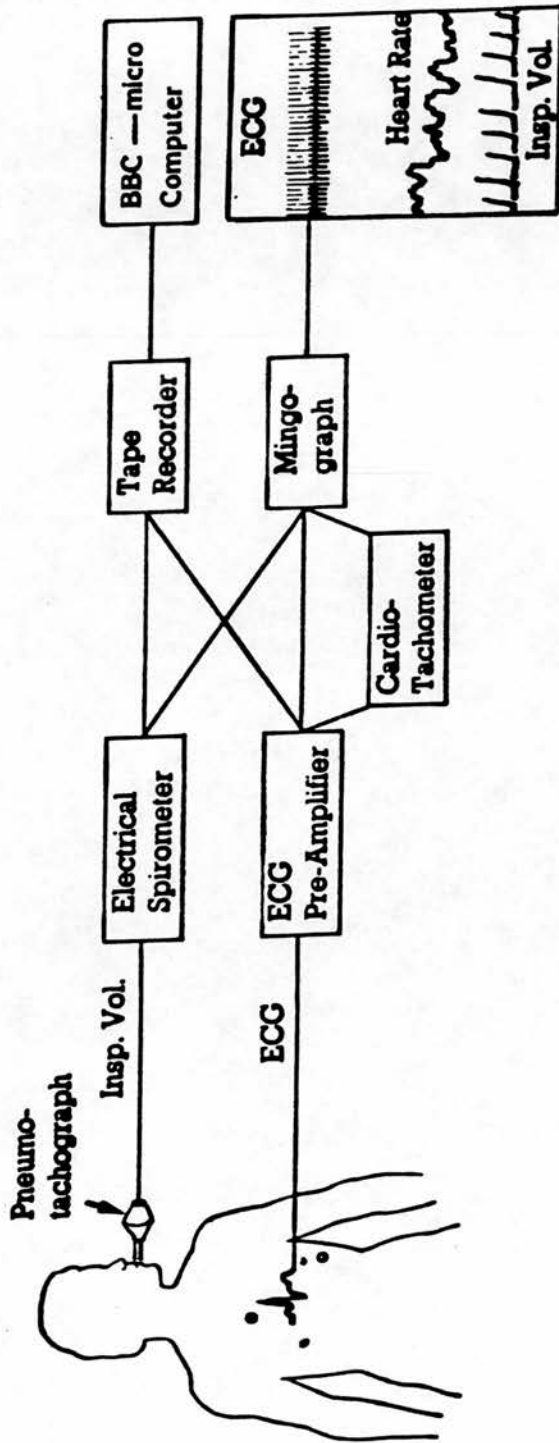 Pneumo-
tachograph
Insp. Vol.
ECG
Electrical
Spirometer
ECG
Pre-Amplifier
Cardio-
Tachometer
Tape
Recorder
Mingo-
graph
BBC — micro
Computer
ECG
Heart Rate
Insp. Vol.